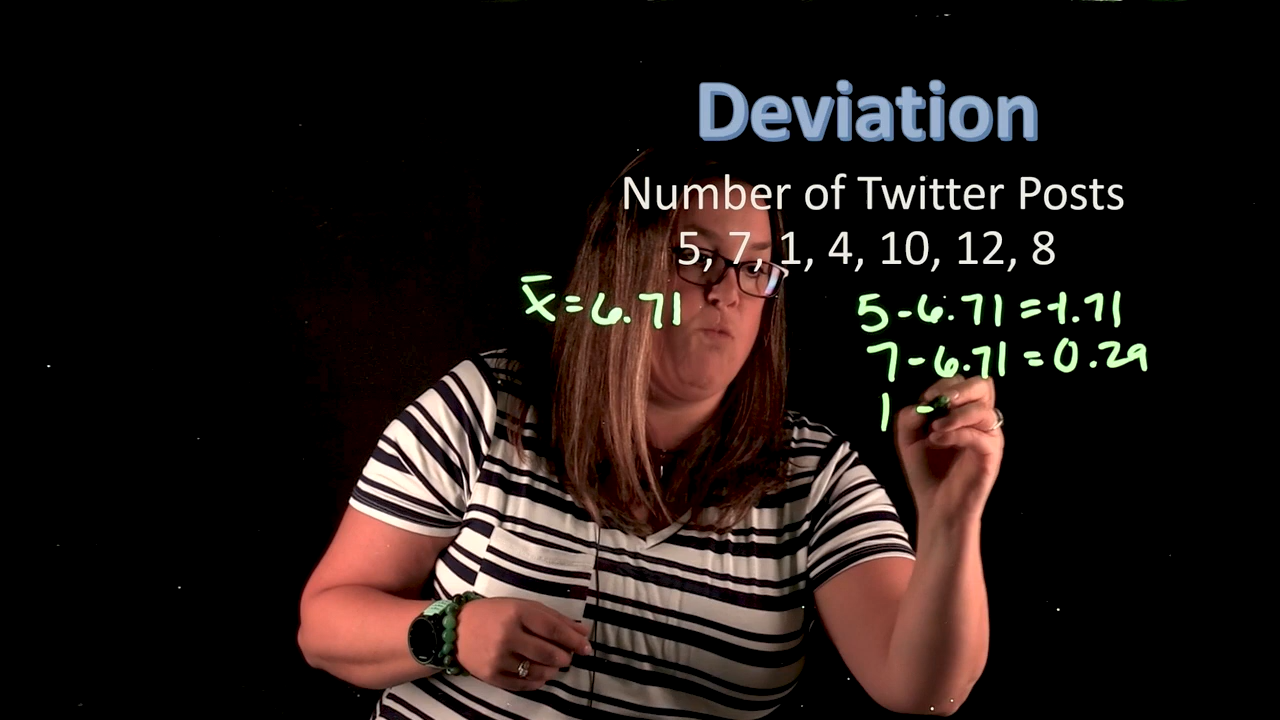 Deviation
Number of Twitter Posts
5, 7, 1, 4, 10, 12, 8
x̄ = 6.71
5 - 6.71 = -1.71
7 - 6.71 = 0.29
1 -